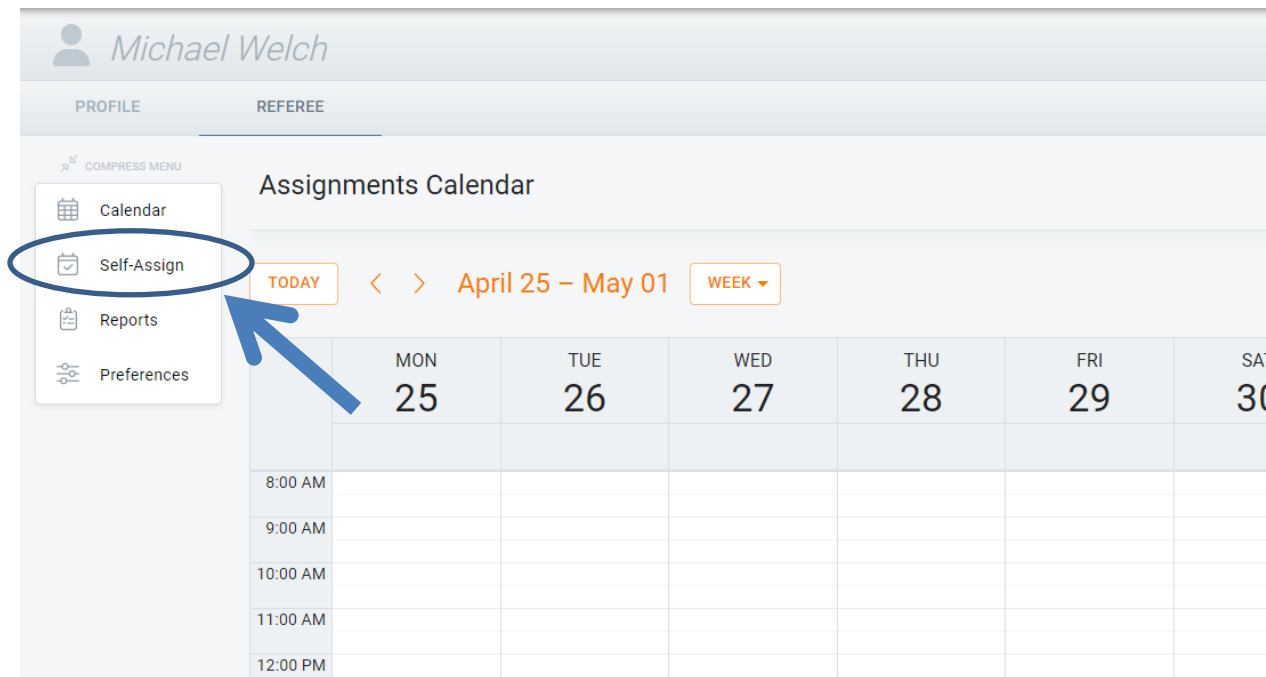 Michael Welch
PROFILE REFEREE
COMPRESS MENU
Calendar
Self-Assign
Reports
Preferences
Assignments Calendar
TODAY < > April 25 – May 01 WEEK
MON TUE WED THU FRI
25 26 27 28 29
8:00 AM
9:00 AM
10:00 AM
11:00 AM
12:00 PM